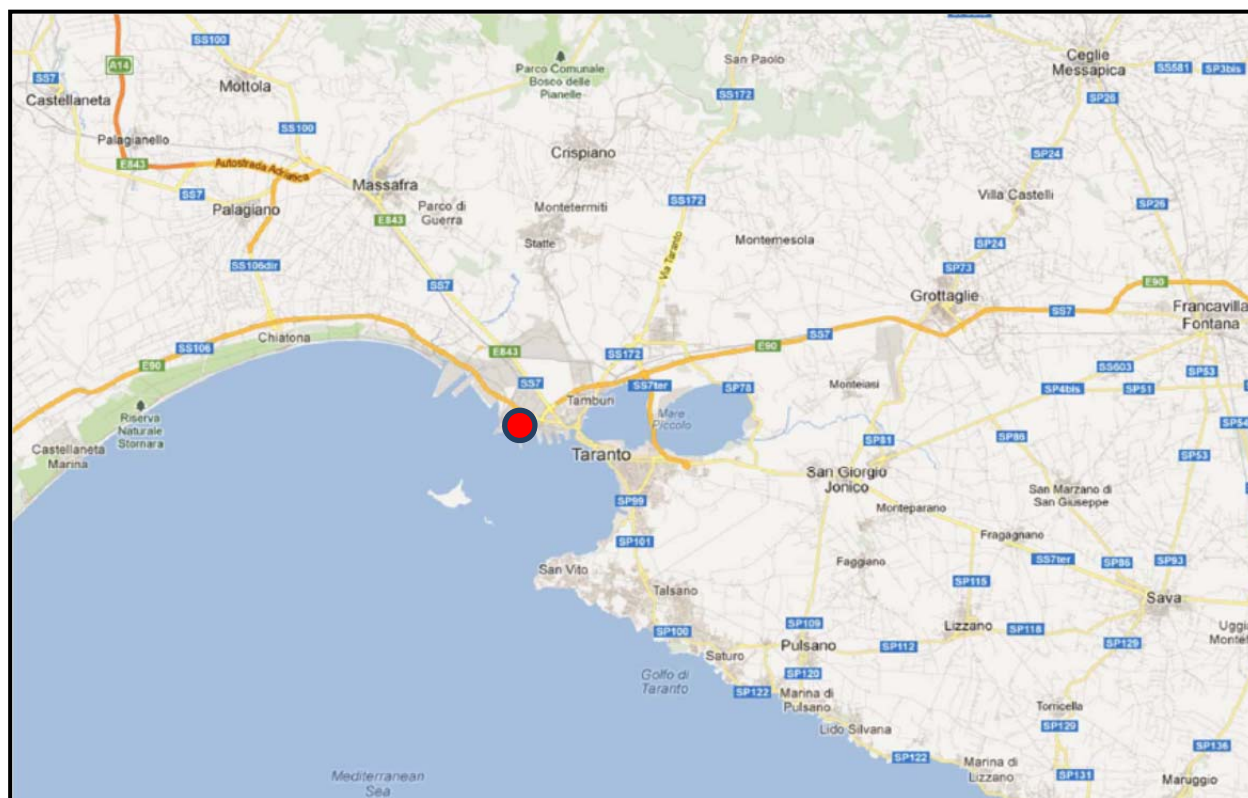 SS100
Ceglie
Messapica
SS581
SP3bis
A14
SS7
Castellaneta
Mottola
Parco Comunale
Bosco delle
Pianelle
San Paolo
SS172
SP26
SS100
Palagianello
Crispiano
SP24
E843
Autostrada Adriatica
SS7
Massafra
Palagiano
Parco di
Guerra
E843
Montetermiti
SS172
Villa Castelli
SP26
Statte
Via Taranto
Montemesola
SP24
SS106dir
SS7
SP73
Grottaglie
E90
SS7
Francavilla
Fontana
Chiatona
SS106
E90
E843
SS172
E90
SS7
SS603
SP53
SP4bis
SP51
SS7
SS7ter
SP78
Monteiasi
Tamburi
Mare
Piccolo
Riserva
Naturale
Stornara
SP54
SP86
SP81
Castellaneta
Marina
Taranto
SP53
San Giorgio
Jonico
San Marzano di
San Giuseppe
SP99
Monteparano
Fragagnano
SP101
Faggiano
SS7ter
SP86
SP93
San Vito
SP115
Talsano
Sava
SP109
Lizzano
SP118
SP100
Pulsano
SP112
SP129
Saturo
Golfo di
Taranto
SP120
SP122
Marina di
Pulsano
Torricella
Lido Silvana
SP129
SP122
SP136
Marina di
Lizzano
SP131
Maruggio
Mediterranean
Sea